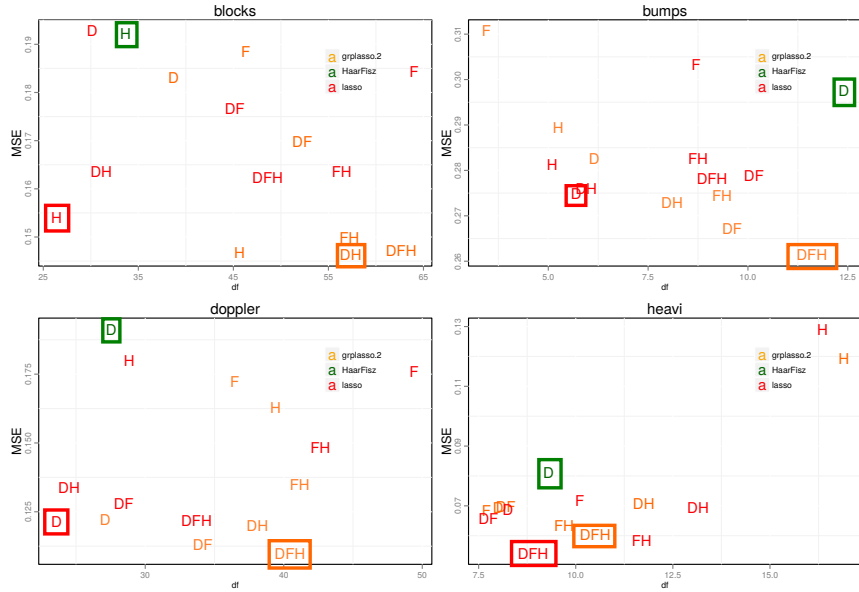 blocks
MSE
0.19
0.18
0.17
0.16
0.15
D H F F
D DF DF
DH DFH FH
H H FH DH DFH
a grplasso.2
a HaarFisz
a lasso
25 35 45 55 65
df
bumps
MSE
0.31
0.30
0.29
0.28
0.27
0.26
F F D
H D H FH DF
D DH DFH
DH FH DF DFH
a grplasso.2
a HaarFisz
a lasso
5.0 7.5 10.0 12.5
df
doppler
MSE
0.175
0.150
0.125
D H F F
H FH
DH DF FH
D D DFH DH
DF DFH
a grplasso.2
a HaarFisz
a lasso
30 40 50
df
heavi
MSE
0.13
0.11
0.09
0.07
H H
D
F D DF D F DH DH
DF FH DFH FH
DFH
a grplasso.2
a HaarFisz
a lasso
7.5 10.0 12.5 15.0
df